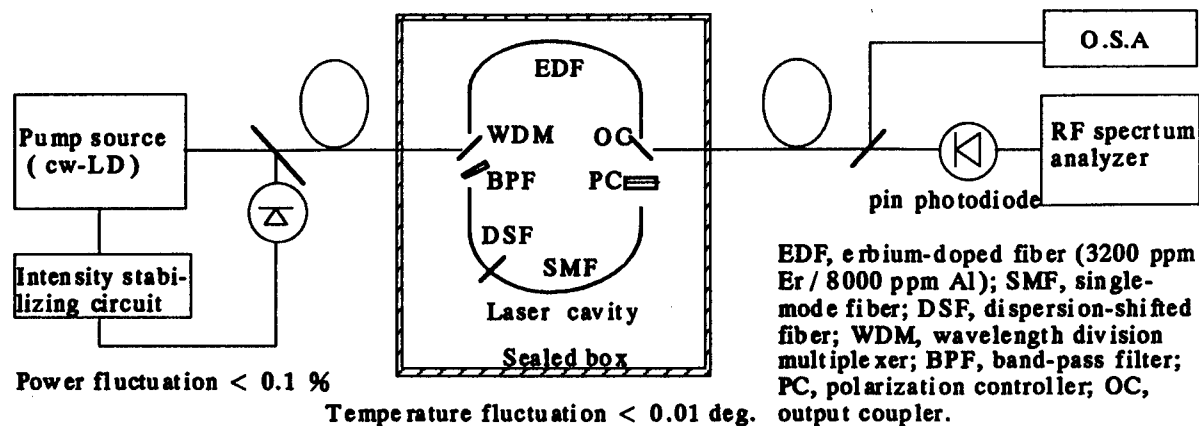 O.S.A
EDF
Pump source
( cw-LD)
WDM
OC
RF specrtum
analyzer
BPF
PC
pin photodiode
DSF
SMF
Intensity stabi-
lizing circuit
Laser cavity
Sealed box
Power fluctuation < 0.1 %
Temperature fluctuation < 0.01 deg.
EDF, erbium-doped fiber (3200 ppm
Er / 8000 ppm Al); SMF, single-
mode fiber; DSF, dispersion-shifted
fiber; WDM, wavelength division
multiplexer; BPF, band-pass filter;
PC, polarization controller; OC,
output coupler.